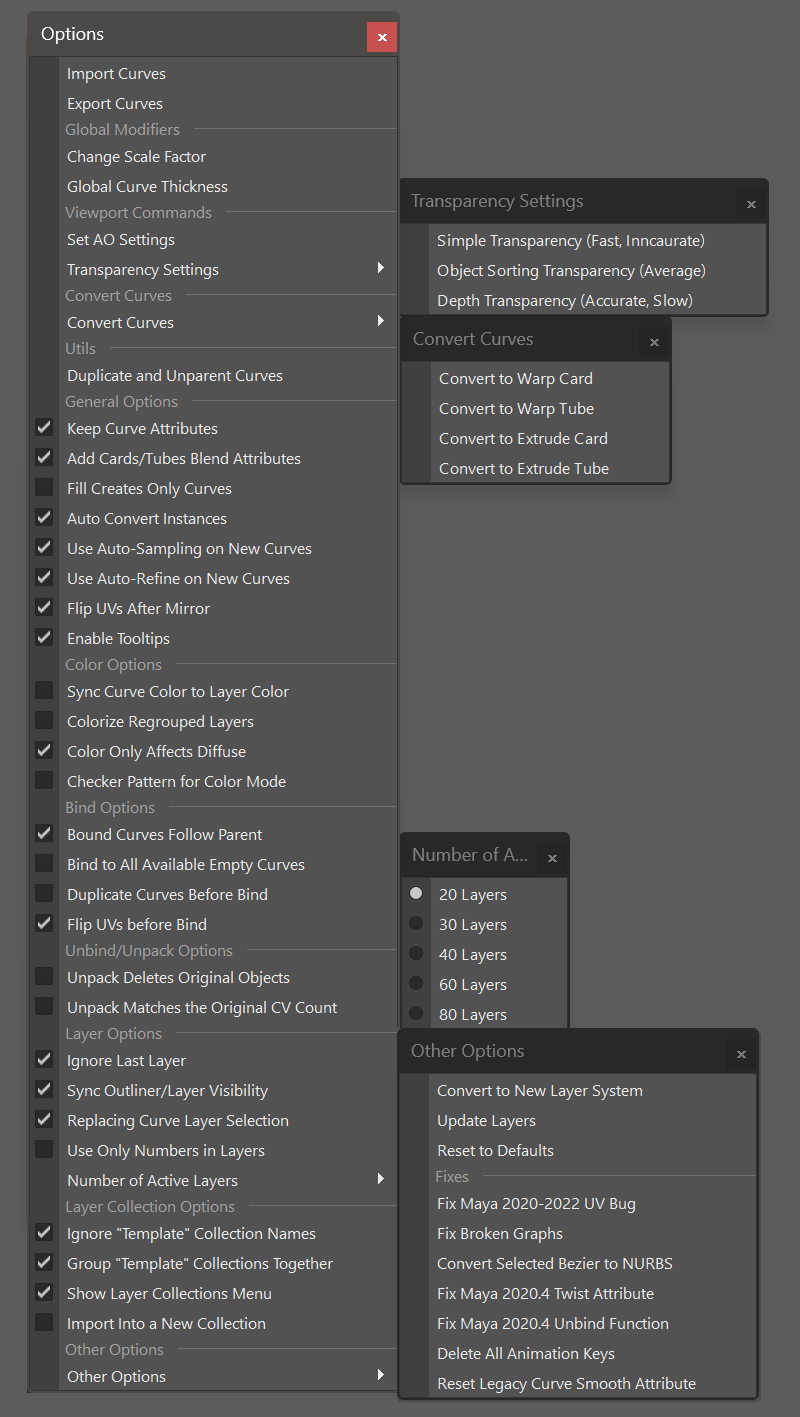 Options
Import Curves
Export Curves
Global Modifiers
Change Scale Factor
Global Curve Thickness
Viewport Commands
Set AO Settings
Transparency Settings
Convert Curves
Convert Curves
Utils
Duplicate and Unparent Curves
General Options
Keep Curve Attributes
Add Cards/Tubes Blend Attributes
Fill Creates Only Curves
Auto Convert Instances
Use Auto-Sampling on New Curves
Use Auto-Refine on New Curves
Flip UVs After Mirror
Enable Tooltips
Color Options
Sync Curve Color to Layer Color
Colorize Regrouped Layers
Color Only Affects Diffuse
Checker Pattern for Color Mode
Bind Options
Bound Curves Follow Parent
Bind to All Available Empty Curves
Duplicate Curves Before Bind
Flip UVs before Bind
Unbind/Unpack Options
Unpack Deletes Original Objects
Unpack Matches the Original CV Count
Layer Options
Ignore Last Layer
Sync Outliner/Layer Visibility
Replacing Curve Layer Selection
Use Only Numbers in Layers
Number of Active Layers
Layer Collection Options
Ignore "Template" Collection Names
Group "Template" Collections Together
Show Layer Collections Menu
Import Into a New Collection
Other Options
Other Options
Transparency Settings
Simple Transparency (Fast, Inncaurate)
Object Sorting Transparency (Average)
Depth Transparency (Accurate, Slow)
Convert Curves
Convert to Warp Card
Convert to Warp Tube
Convert to Extrude Card
Convert to Extrude Tube
Number of A...
20 Layers
30 Layers
40 Layers
60 Layers
80 Layers
Other Options
Convert to New Layer System
Update Layers
Reset to Defaults
Fixes
Fix Maya 2020-2022 UV Bug
Fix Broken Graphs
Convert Selected Bezier to NURBS
Fix Maya 2020.4 Twist Attribute
Fix Maya 2020.4 Unbind Function
Delete All Animation Keys
Reset Legacy Curve Smooth Attribute